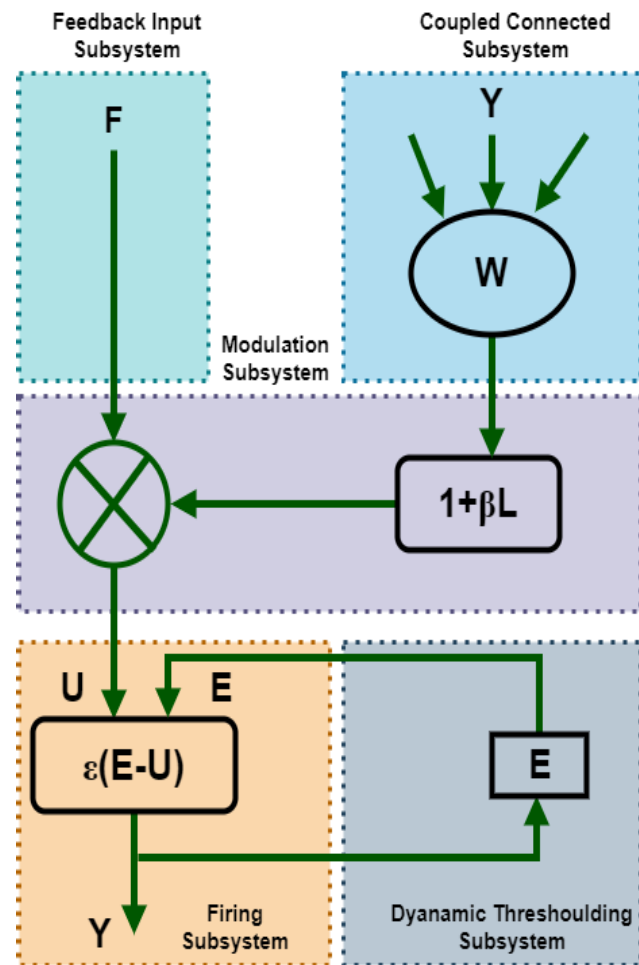 Feedback Input
Subsystem
Coupled Connected
Subsystem
F
Y
W
Modulation
Subsystem
1+βL
U
E
ε(E-U)
E
Y
Firing
Subsystem
Dyanamic Threshoulding
Subsystem